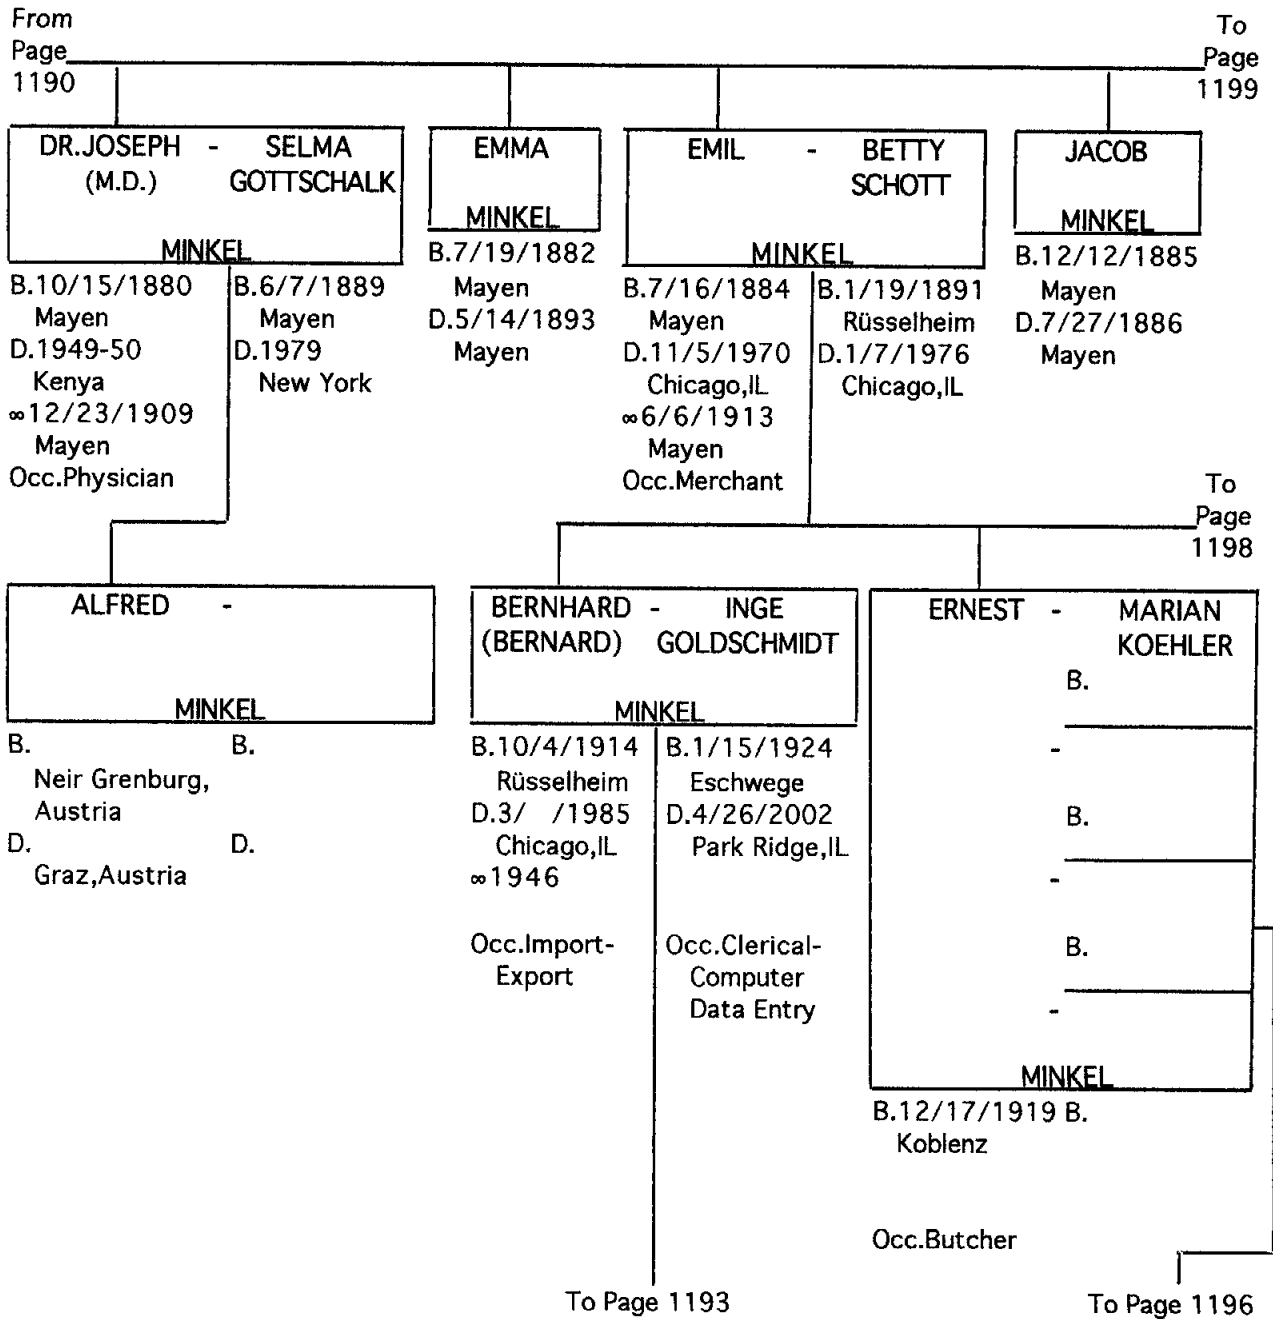 From
Page
1190
To
Page
1199
DR.JOSEPH - SELMA
(M.D.) GOTTSCHALK
MINKEL
B.10/15/1880 B.6/7/1889
Mayen Mayen
D.1949-50 D.1979
Kenya New York
∞12/23/1909
Mayen
Occ.Physician
EMMA
MINKEL
B.7/19/1882
Mayen
D.5/14/1893
Mayen
EMIL - BETTY
SCHOTT
MINKEL
B.7/16/1884 B.1/19/1891
Mayen Rüsselheim
D.11/5/1970 D.1/7/1976
Chicago,IL Chicago,IL
∞6/6/1913
Mayen
Occ.Merchant
JACOB
MINKEL
B.12/12/1885
Mayen
D.7/27/1886
Mayen
To
Page
1198
ALFRED -
MINKEL
B. B.
Neir Grenburg,
Austria
D. D.
Graz,Austria
BERNHARD - INGE
(BERNARD) GOLDSCHMIDT
MINKEL
B.10/4/1914 B.1/15/1924
Rüsselheim Eschwege
D.3/ /1985 D.4/26/2002
Chicago,IL Park Ridge,IL
∞1946
Occ.Import- Occ.Clerical-
Export Computer
Data Entry
ERNEST - MARIAN
KOEHLER
B.
-
B.
-
B.
-
MINKEL
B.12/17/1919 B.
Koblenz
Occ.Butcher
To Page 1193
To Page 1196